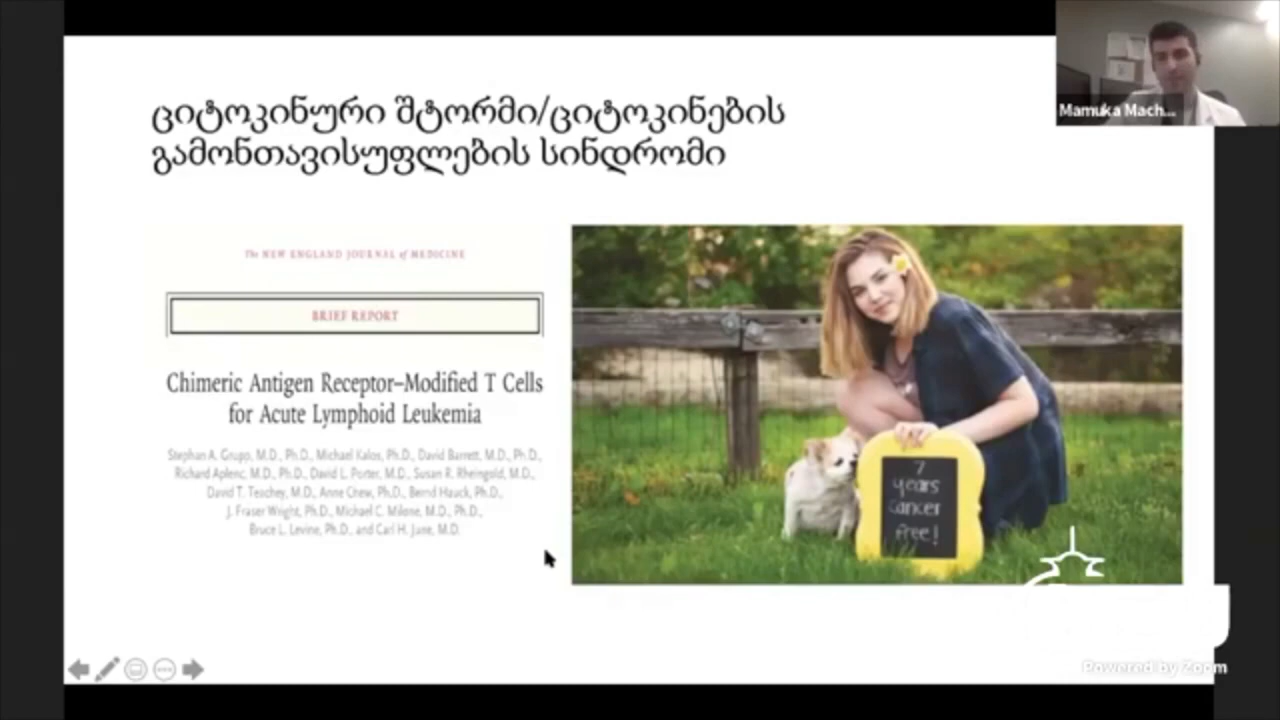 ციტოკინური შტორმი/ციტოკინების
გამონთავისუფლების სინდრომი
The NEW ENGLAND JOURNAL of MEDICINE
BRIEF REPORT
Chimeric Antigen Receptor–Modified T Cells
for Acute Lymphoid Leukemia
Stephan A. Grupp, M.D., Ph.D., Michael Kalos, Ph.D., David Barrett, M.D., Ph.D.,
Richard Aplenc, M.D., Ph.D., David L. Porter, M.D., Susan R. Rheingold, M.D.,
David T. Teachey, M.D., Anne Chew, Ph.D., Bernd Hauck, Ph.D.,
J. Fraser Wright, Ph.D., Michael C. Milone, M.D., Ph.D.,
Bruce L. Levine, Ph.D., and Carl H. June, M.D.
7
years
cancer
free!
Mamuka Mach...
Powered by Zoom